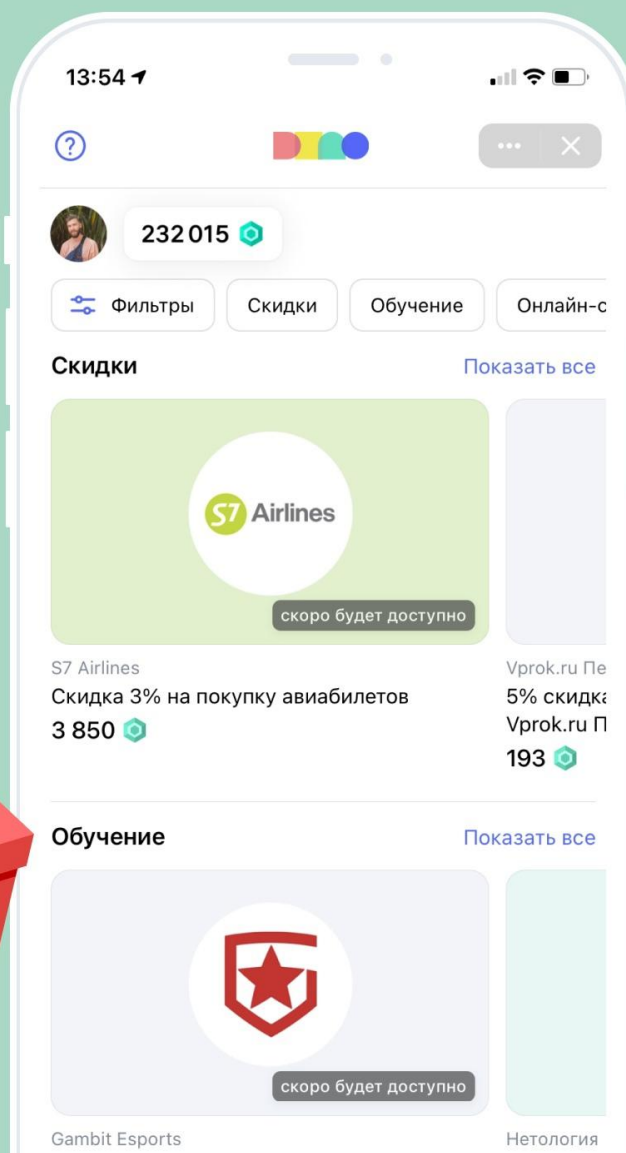 13:54
232 015
Фильтры
Скидки
Обучение
Онлайн-с
Скидки
Показать все
S7 Airlines
скоро будет доступно
S7 Airlines
Скидка 3% на покупку авиабилетов
3 850
Vprok.ru Пе
5% скидка
Vprok.ru П
193
Обучение
Показать все
скоро будет доступно
Gambit Esports
Нетология